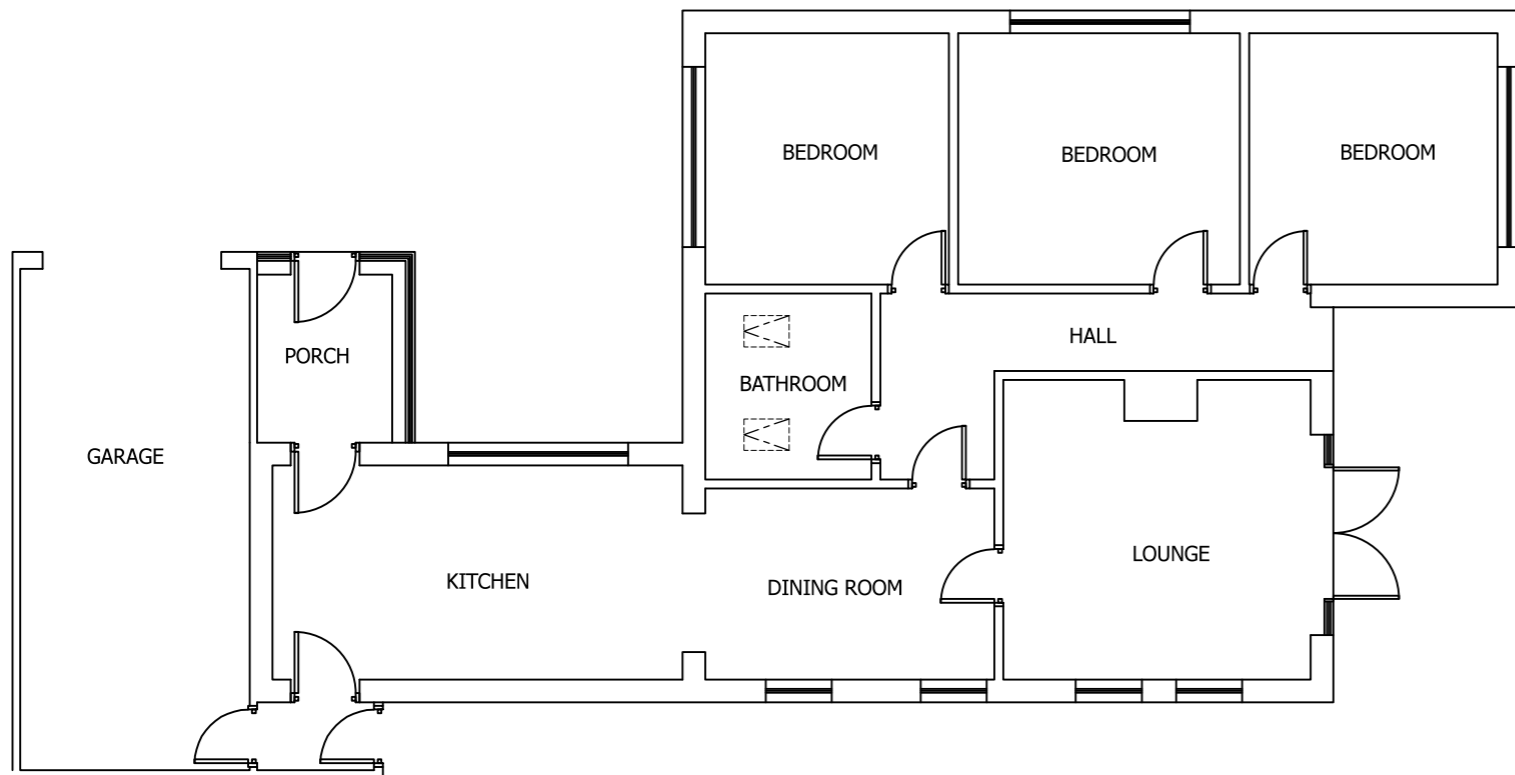 BEDROOM
BEDROOM
BEDROOM
HALL
PORCH
BATHROOM
GARAGE
LOUNGE
KITCHEN
DINING ROOM